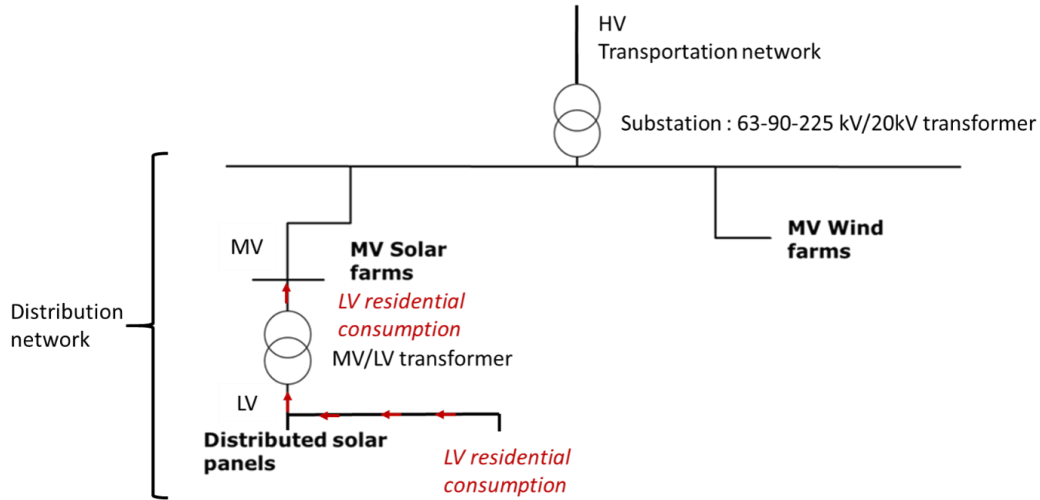 HV
Transportation network
Substation : 63-90-225 kV/20kV transformer
MV
MV Solar
farms
MV Wind
farms
LV residential
consumption
Distribution
network
MV/LV transformer
LV
Distributed solar
panels
LV residential
consumption